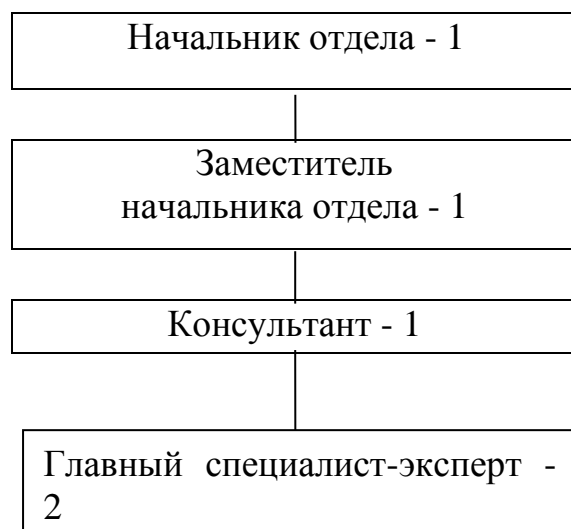 Начальник отдела - 1
Заместитель
начальника отдела - 1
Консультант - 1
Главный специалист-эксперт -
2